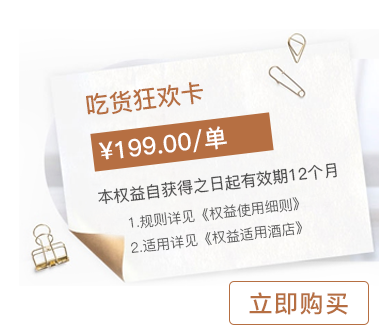 吃货狂欢卡
¥199.00/单
本权益自获得之日起有效期12个月
1.规则详见《权益使用细则》
2.适用详见《权益适用酒店》
立即购买